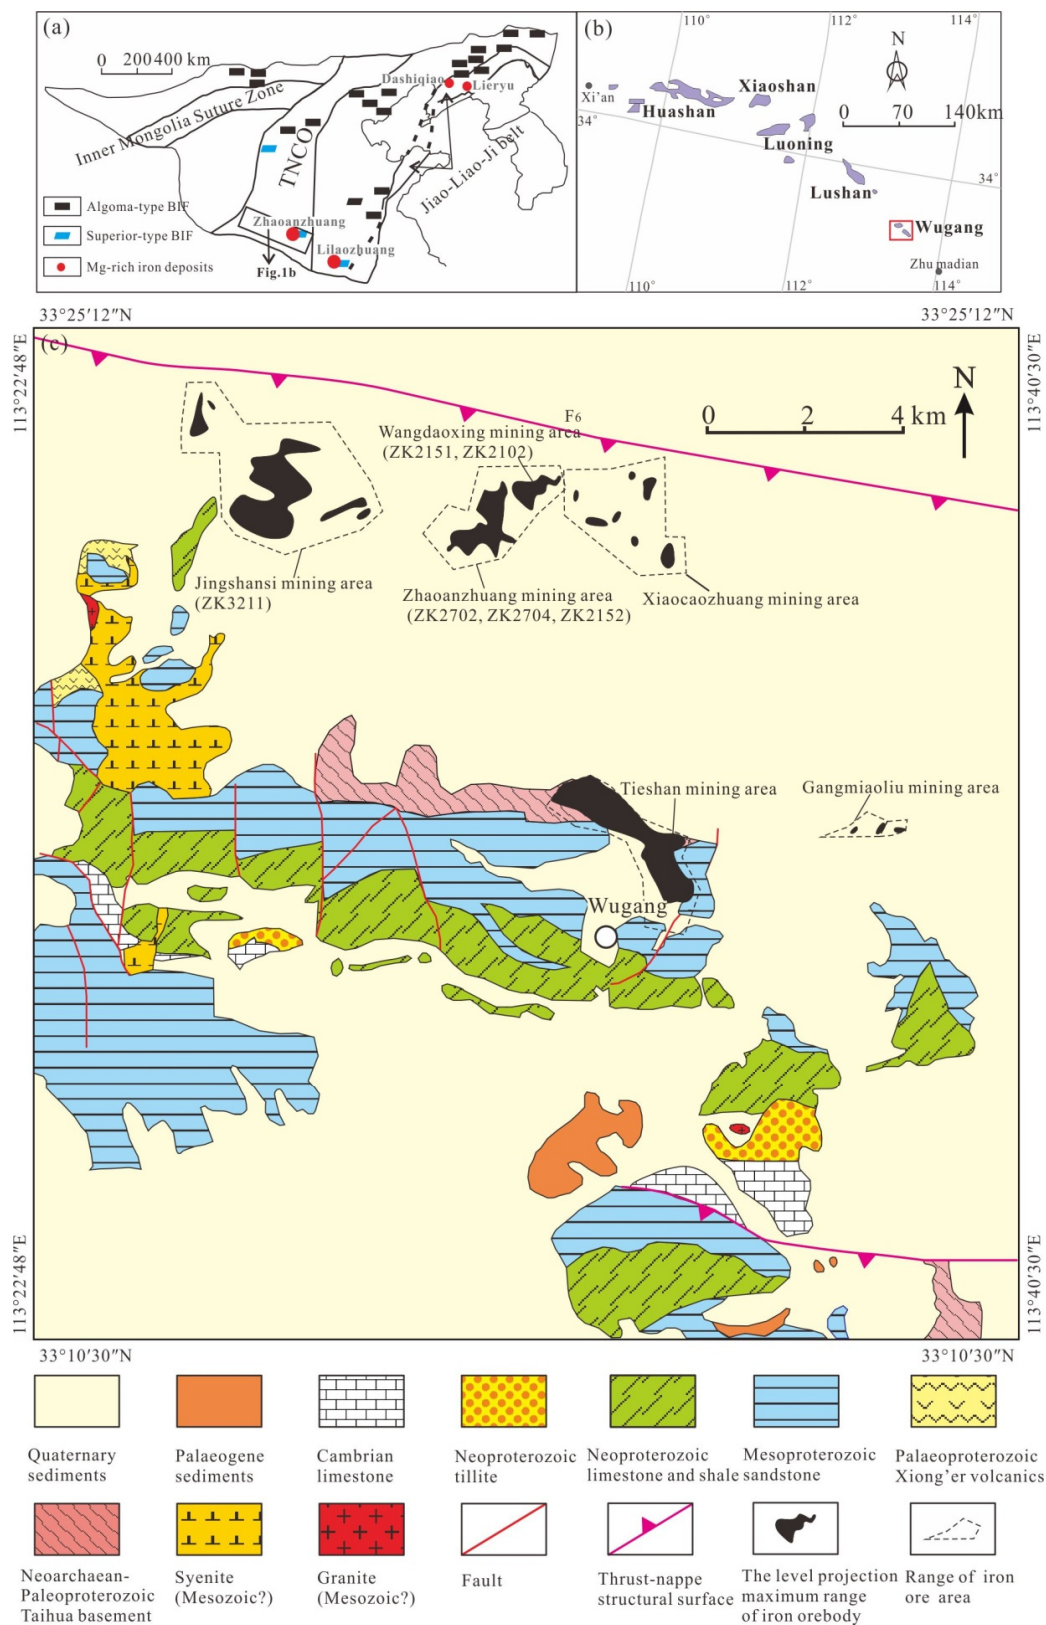 (a)
0 200400 km
Inner Mongolia Suture Zone
TNCO
Jiao-Liao-Ji belt
Dashiqiao
Lieryu
Zhaoanzhuang
Lilaozhuang
Fig.1b
Algoma-type BIF
Superior-type BIF
Mg-rich iron deposits
(b)
110°
112°
114°
N
Xi'an
34°
Huashan
Xiaoshan
0 70 140km
Luoning
34°
Lushan
Wugang
Zhu madian
110°
112°
114°
33°25′12″N
33°25′12″N
113°22′48″E
113°40′30″E
(c)
N
0 2 4 km
F6
Wangdaoxing mining area
(ZK2151, ZK2102)
Jingshansi mining area
(ZK3211)
Zhaoanzhuang mining area
(ZK2702, ZK2704, ZK2152)
Xiaocaozhuang mining area
Tieshan mining area
Gangmiaoliu mining area
Wugang
113°22′48″E
113°40′30″E
33°10′30″N
33°10′30″N
Quaternary
sediments
Palaeogene
sediments
Cambrian
limestone
Neoproterozoic
tillite
Neoproterozoic
limestone and shale
Mesoproterozoic
sandstone
Palaeoproterozoic
Xiong'er volcanics
Neoarchaean-
Paleoproterozoic
Taihua basement
Syenite
(Mesozoic?)
Granite
(Mesozoic?)
Fault
Thrust-nappe
structural surface
The level projection
maximum range
of iron orebody
Range of iron
ore area